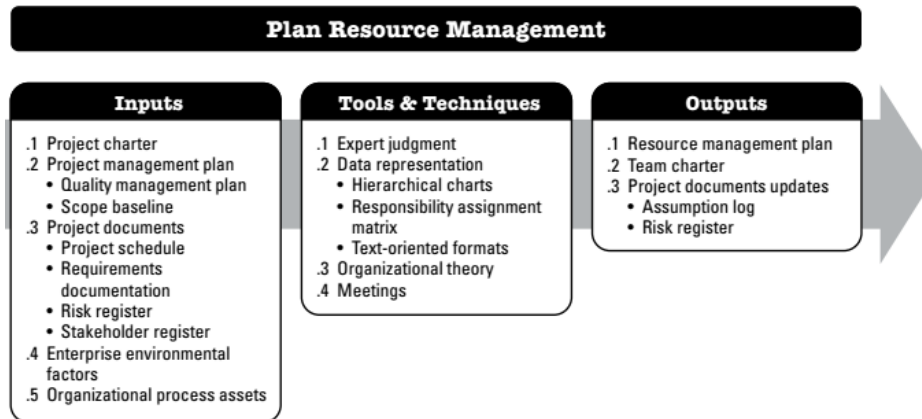 Plan Resource Management
Inputs
.1 Project charter
.2 Project management plan
• Quality management plan
• Scope baseline
.3 Project documents
• Project schedule
• Requirements
documentation
• Risk register
• Stakeholder register
.4 Enterprise environmental
factors
.5 Organizational process assets
Tools & Techniques
.1 Expert judgment
.2 Data representation
• Hierarchical charts
• Responsibility assignment
matrix
• Text-oriented formats
.3 Organizational theory
.4 Meetings
Outputs
.1 Resource management plan
.2 Team charter
.3 Project documents updates
• Assumption log
• Risk register